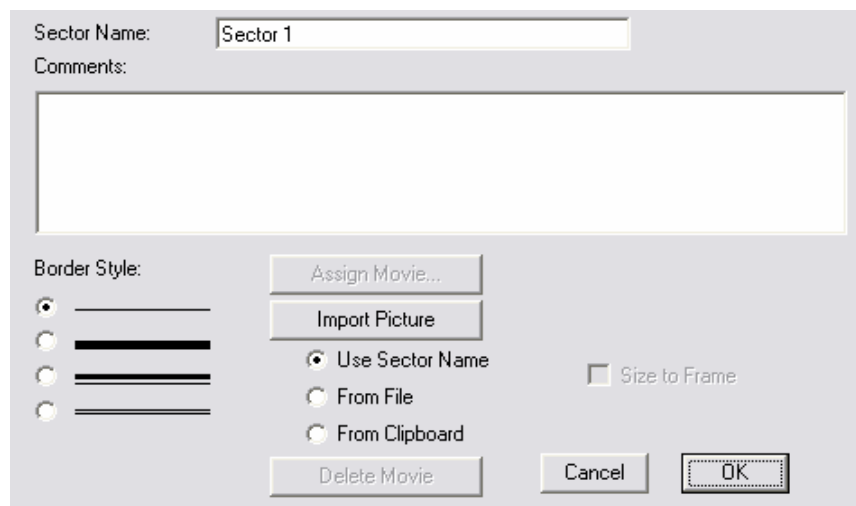 Sector Name: Sector 1
Comments:
Border Style:
Assign Movie...
Import Picture
Use Sector Name
Size to Frame
From File
From Clipboard
Delete Movie
Cancel
OK